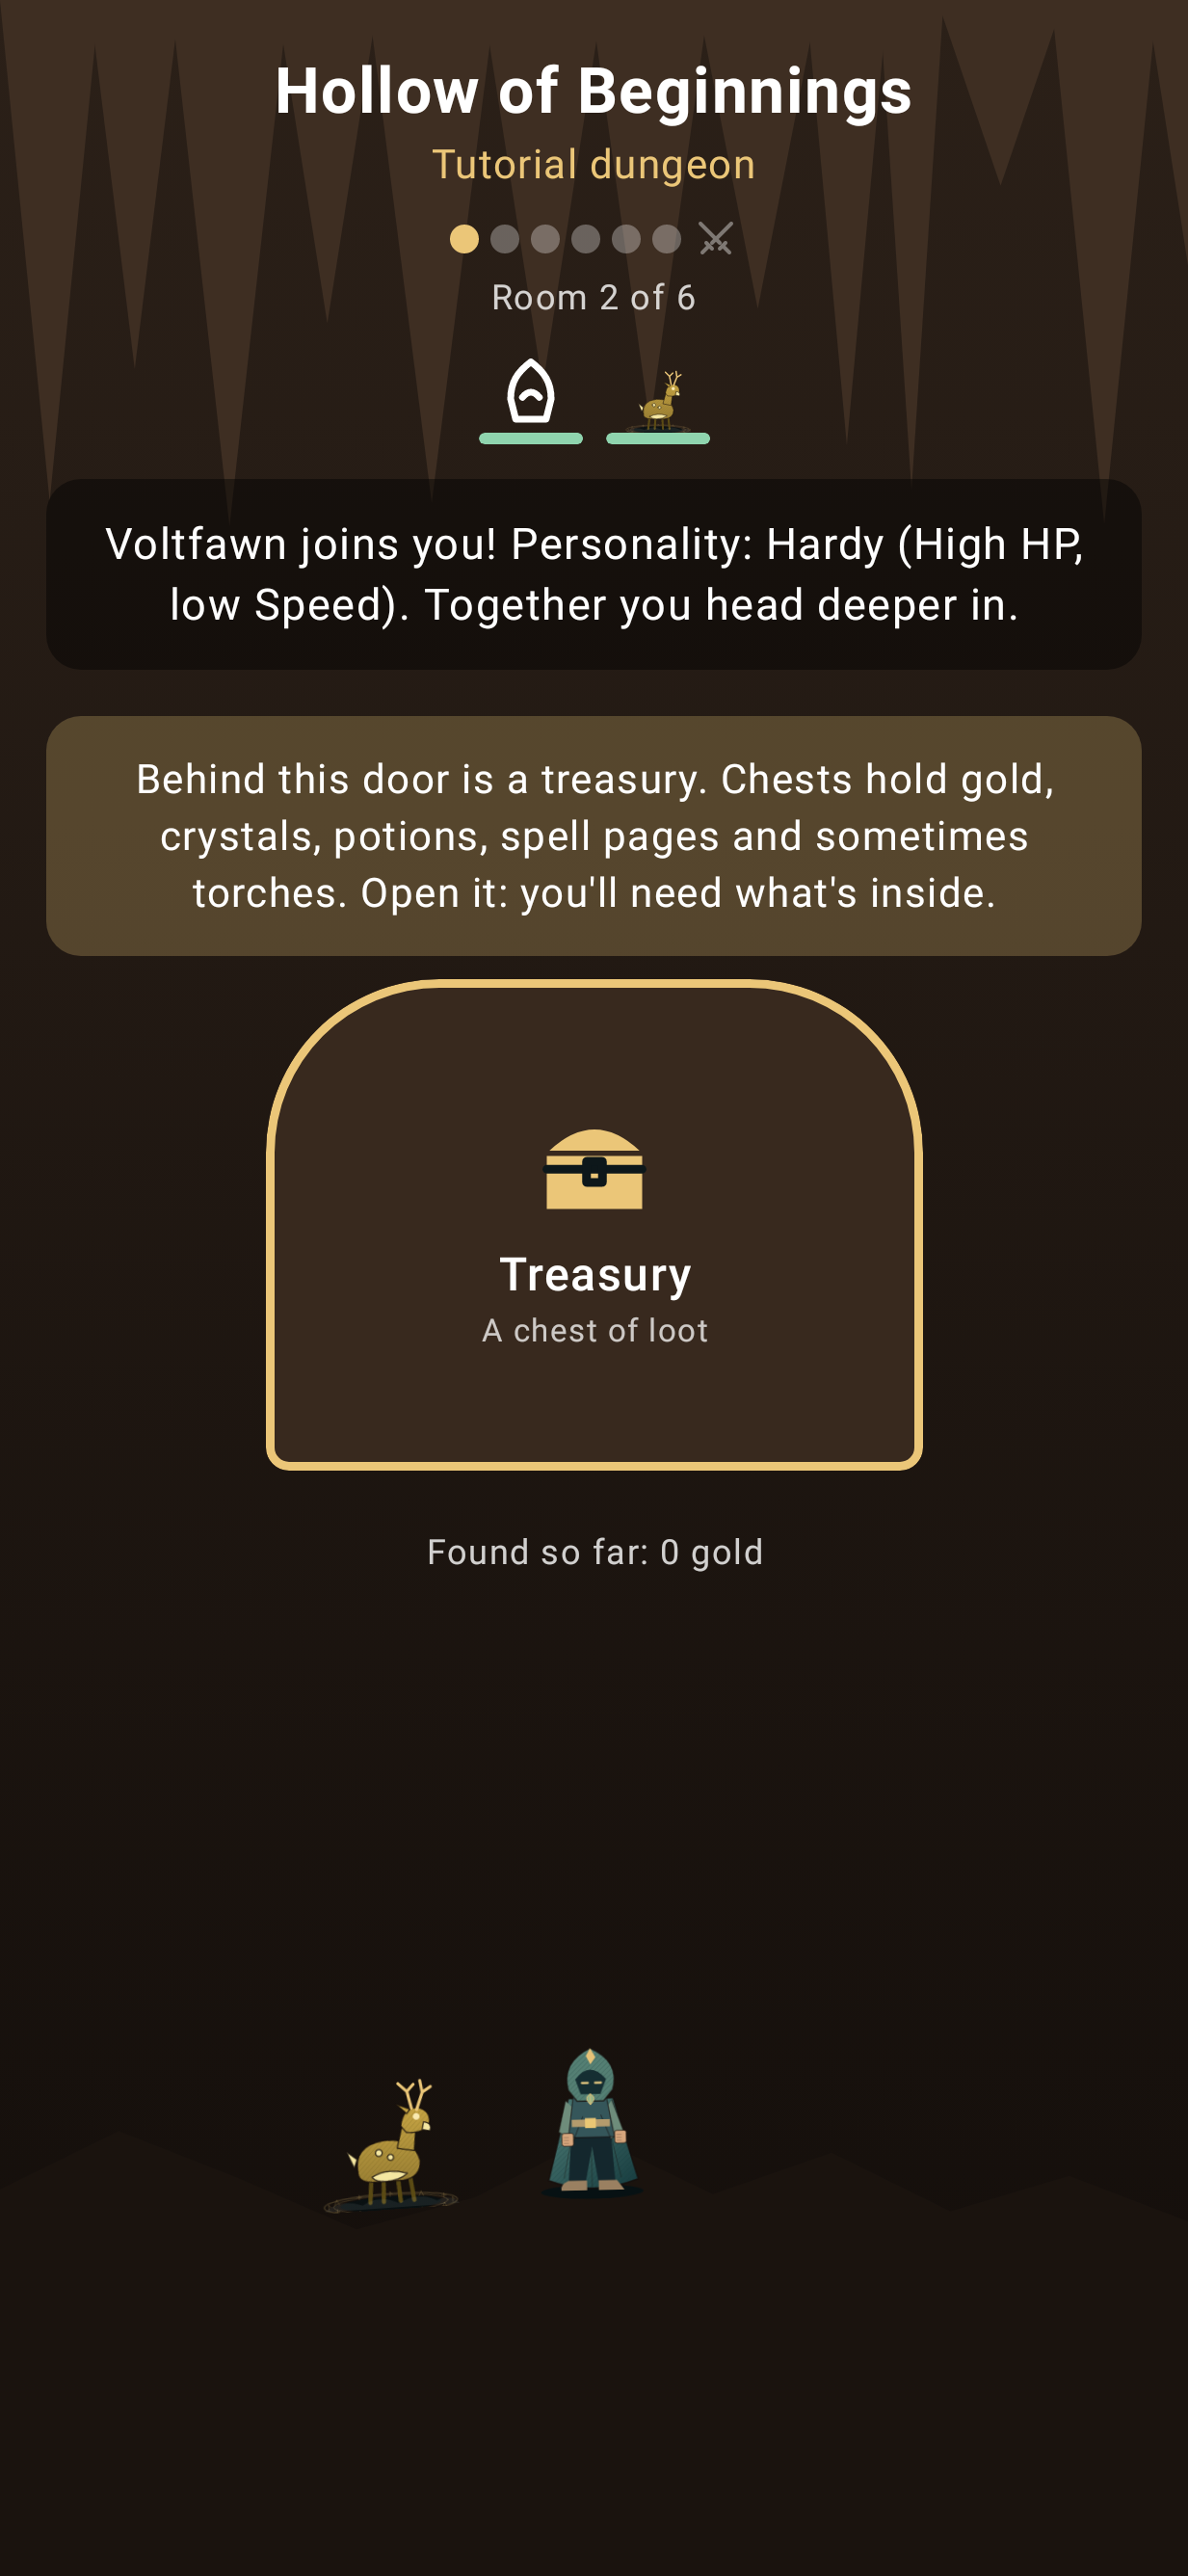 Hollow of Beginnings
Tutorial dungeon
Room 2 of 6
Voltfawn joins you! Personality: Hardy (High HP,
low Speed). Together you head deeper in.
Behind this door is a treasury. Chests hold gold,
crystals, potions, spell pages and sometimes
torches. Open it: you'll need what's inside.
Treasury
A chest of loot
Found so far: 0 gold